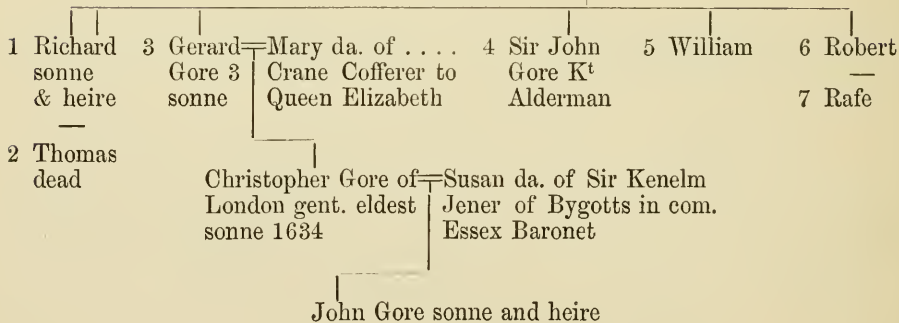 1 Richard sonne & heire
2 Thomas dead
3 Gerard Gore 3 sonne
Mary da. of .... Crane Cofferer to Queen Elizabeth
4 Sir John Gore Kt Alderman
5 William
6 Robert
7 Rafe
Christopher Gore of London gent. eldest sonne 1634
Susan da. of Sir Kenelm Jener of Bygotts in com. Essex Baronet
John Gore sonne and heire